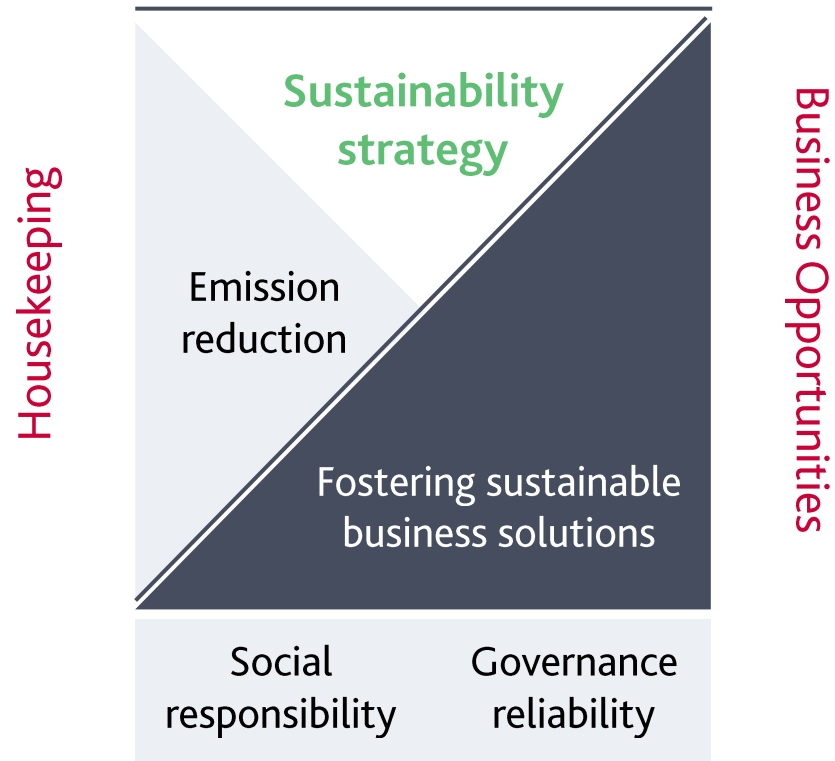 Sustainability
strategy
Housekeeping
Business Opportunities
Emission
reduction
Fostering sustainable
business solutions
Social
responsibility
Governance
reliability